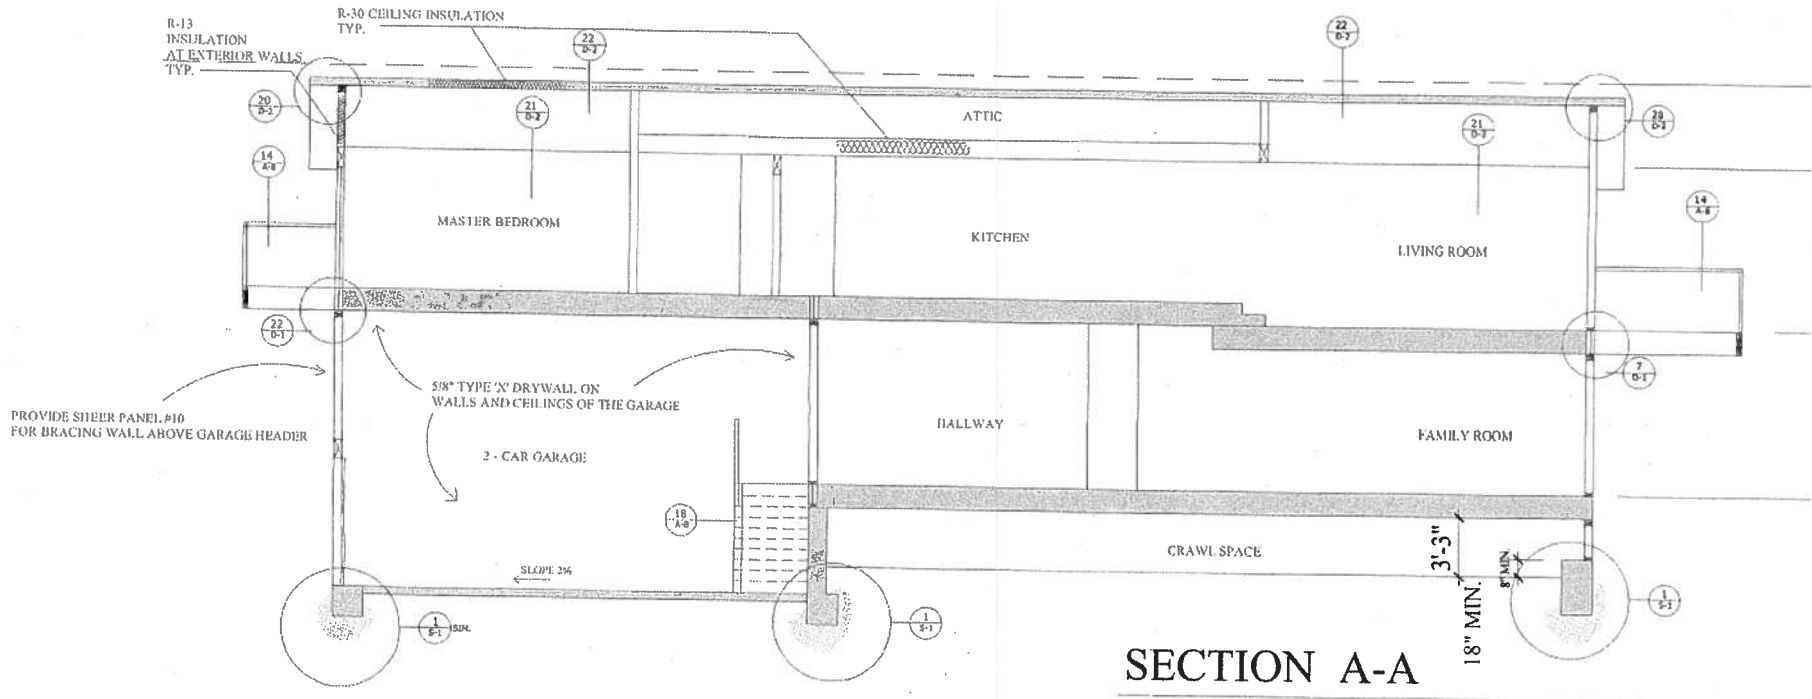 R-13
INSULATION
AT EXTERIOR WALLS
TYP.
R-30 CEILING INSULATION
TYP.
22
D-2
22
D-2
20
D-2
21
D-2
ATTIC
21
D-2
20
D-2
14
A-8
MASTER BEDROOM
KITCHEN
LIVING ROOM
14
A-8
22
D-1
7
D-1
5/8" TYPE 'X' DRYWALL ON
WALLS AND CEILINGS OF THE GARAGE
PROVIDE SHEER PANEL #10
FOR BRACING WALL ABOVE GARAGE HEADER
HALLWAY
FAMILY ROOM
2 - CAR GARAGE
18
A-8
CRAWL SPACE
3'-3"
18" MIN.
8" MIN.
SLOPE 2%
1
S-1
SIM.
1
S-1
1
S-1
SECTION A-A